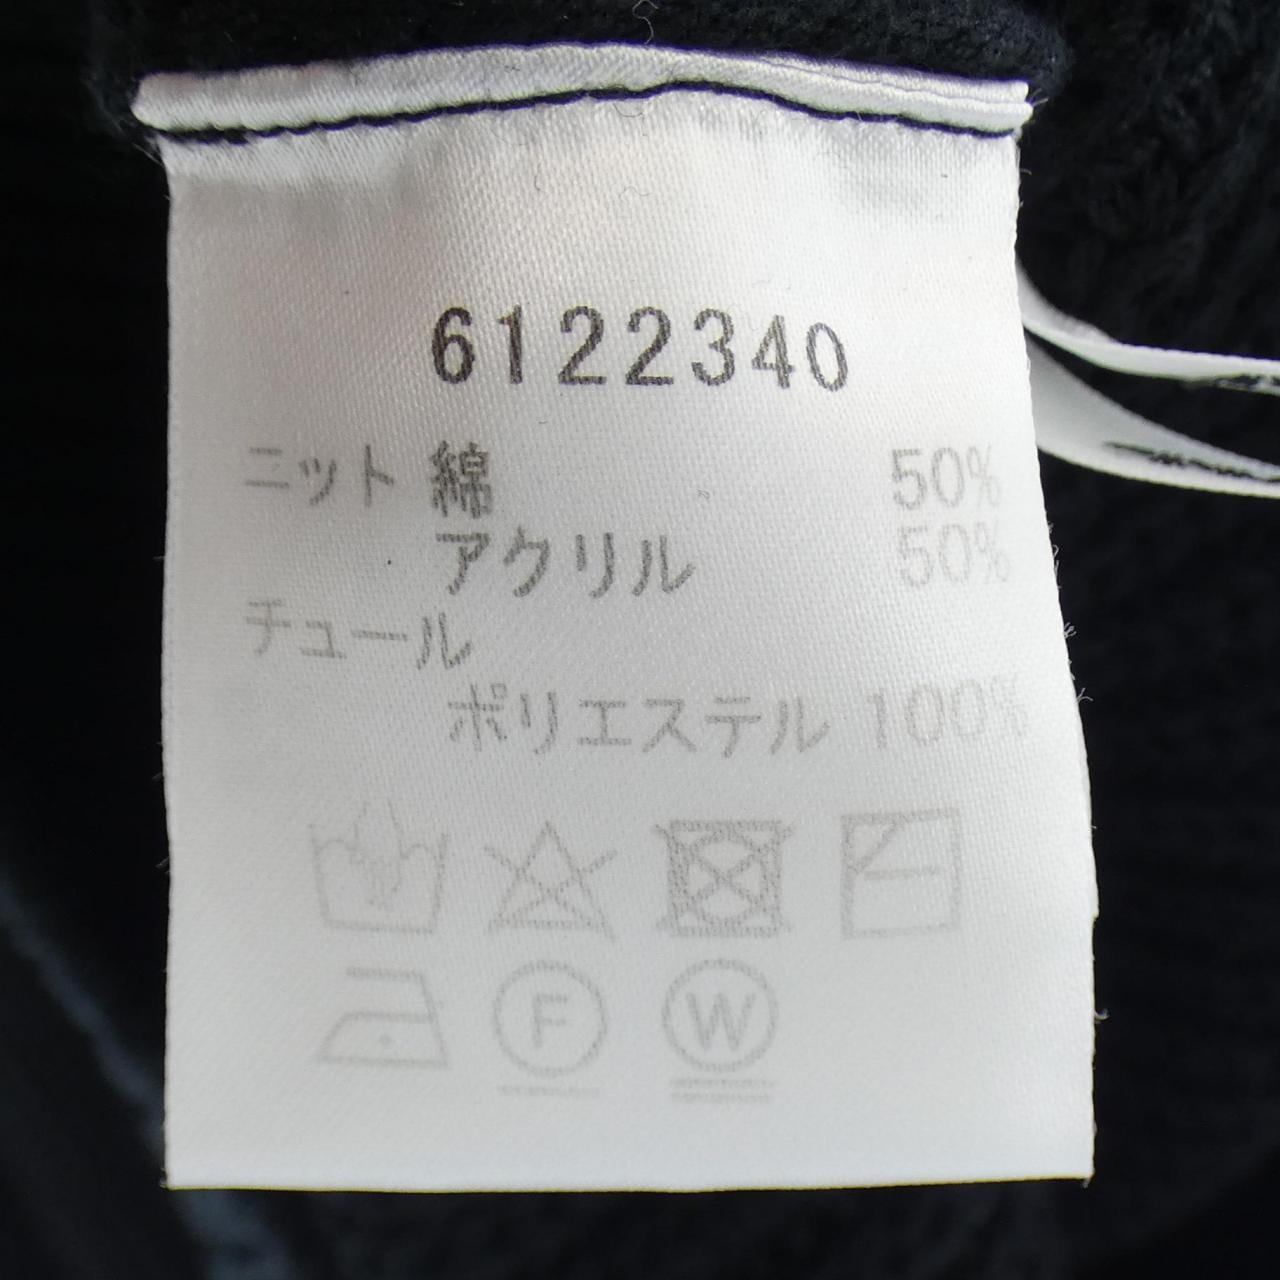 6122340
ニット 綿 50%
アクリル 50%
チュール
ポリエステル 100%
F W